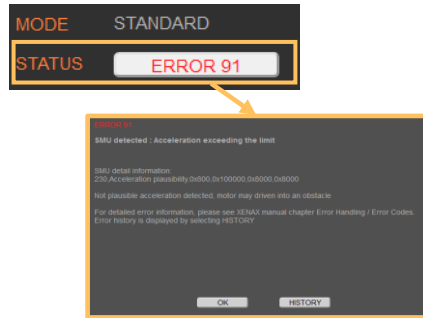 MODE STANDARD
STATUS ERROR 91
ERROR 91
SMU detected : Acceleration exceeding the limit
SMU detail information:
230,Acceleration plausibility,0x800,0x100000,0x8000,0x8000
Not plausible acceleration detected, motor may driven into an obstacle
For detailed error information, please see XENAX manual chapter Error Handling / Error Codes.
Error history is displayed by selecting HISTORY
OK HISTORY